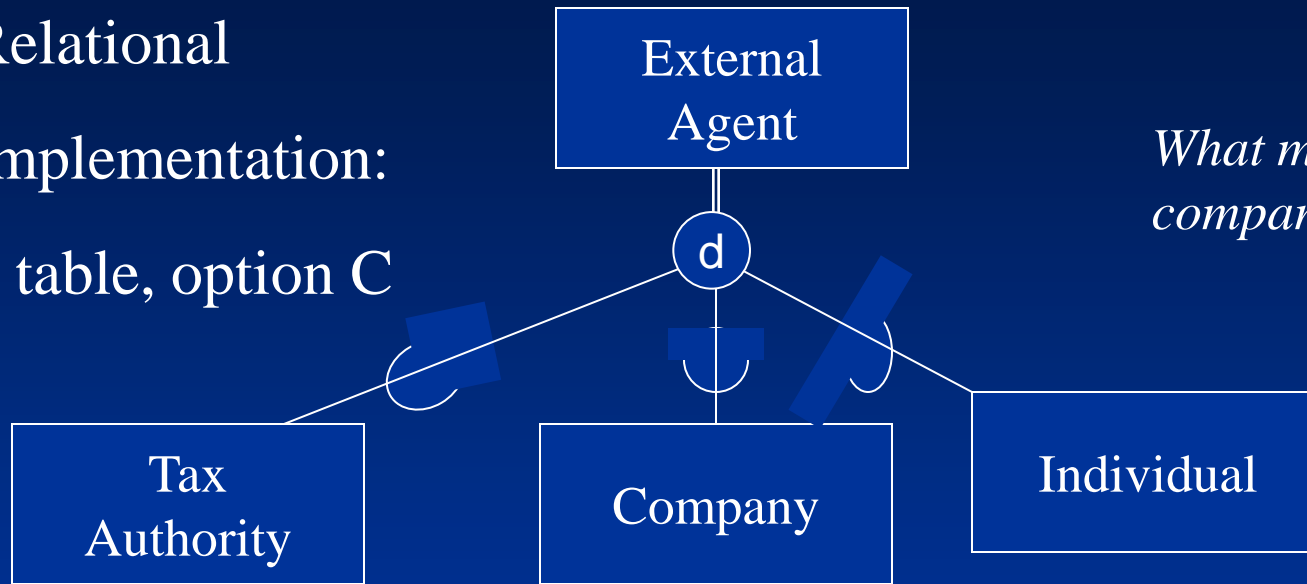 Relational
mplementation:
table, option C
External
Agent
What m
compar
d
Tax
Authority
Company
Individual